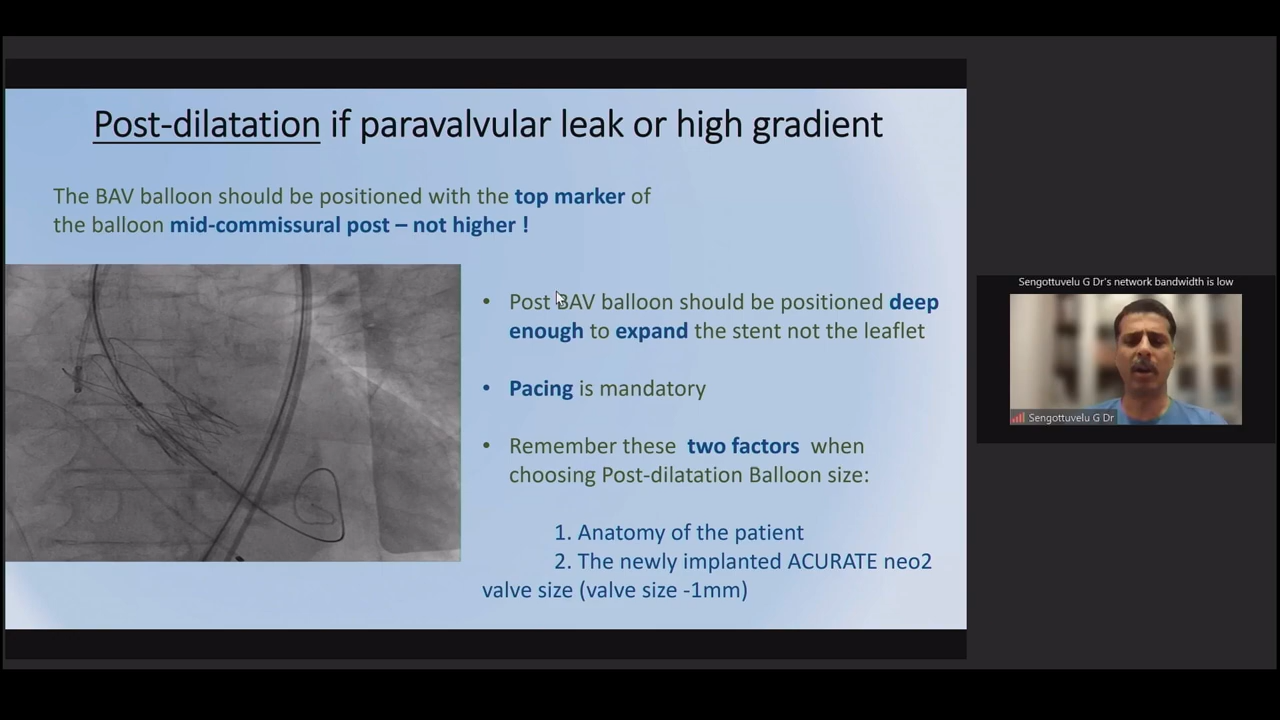 Post-dilatation if paravalvular leak or high gradient
The BAV balloon should be positioned with the top marker of
the balloon mid-commissural post – not higher !
• Post BAV balloon should be positioned deep
enough to expand the stent not the leaflet
• Pacing is mandatory
• Remember these two factors when
choosing Post-dilatation Balloon size:
1. Anatomy of the patient
2. The newly implanted ACURATE neo2
valve size (valve size -1mm)
Sengottuvelu G Dr's network bandwidth is low
Sengottuvelu G Dr